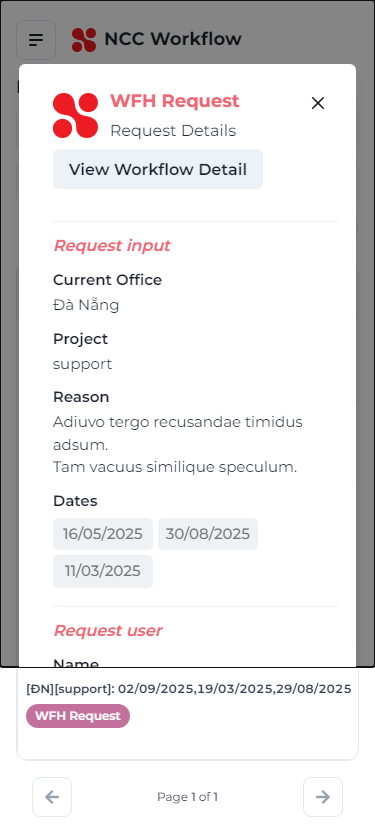 NCC Workflow
WFH Request
Request Details
View Workflow Detail
Request input
Current Office
Đà Nẵng
Project
support
Reason
Adiuvo tergo recusandae timidus
adsum.
Tam vacuus similique speculum.
Dates
16/05/2025 30/08/2025
11/03/2025
Request user
Name
[ĐN][support]: 02/09/2025,19/03/2025,29/08/2025
WFH Request
Page 1 of 1